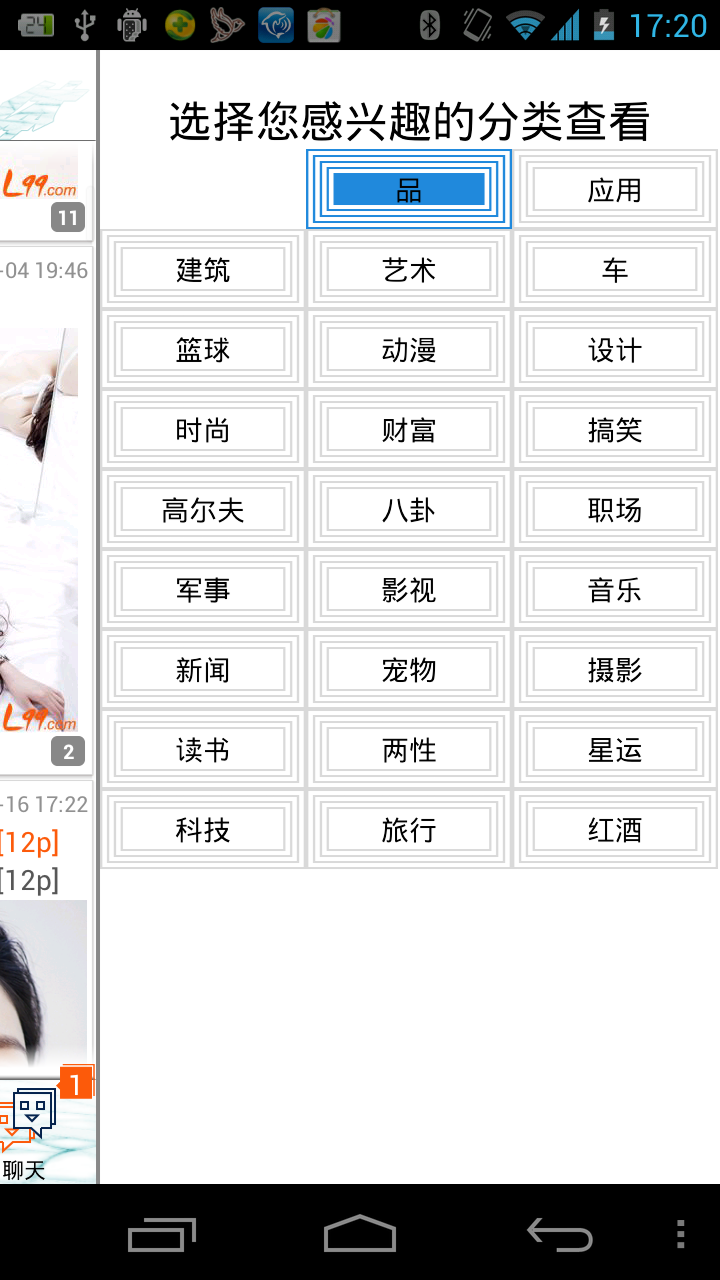 24
17:20
选择您感兴趣的分类查看
品
应用
建筑
艺术
车
篮球
动漫
设计
时尚
财富
搞笑
高尔夫
八卦
职场
军事
影视
音乐
新闻
宠物
摄影
读书
两性
星运
科技
旅行
红酒
L99.com
11
-04 19:46
L99.com
2
-16 17:22
[12p]
[12p]
1
聊天